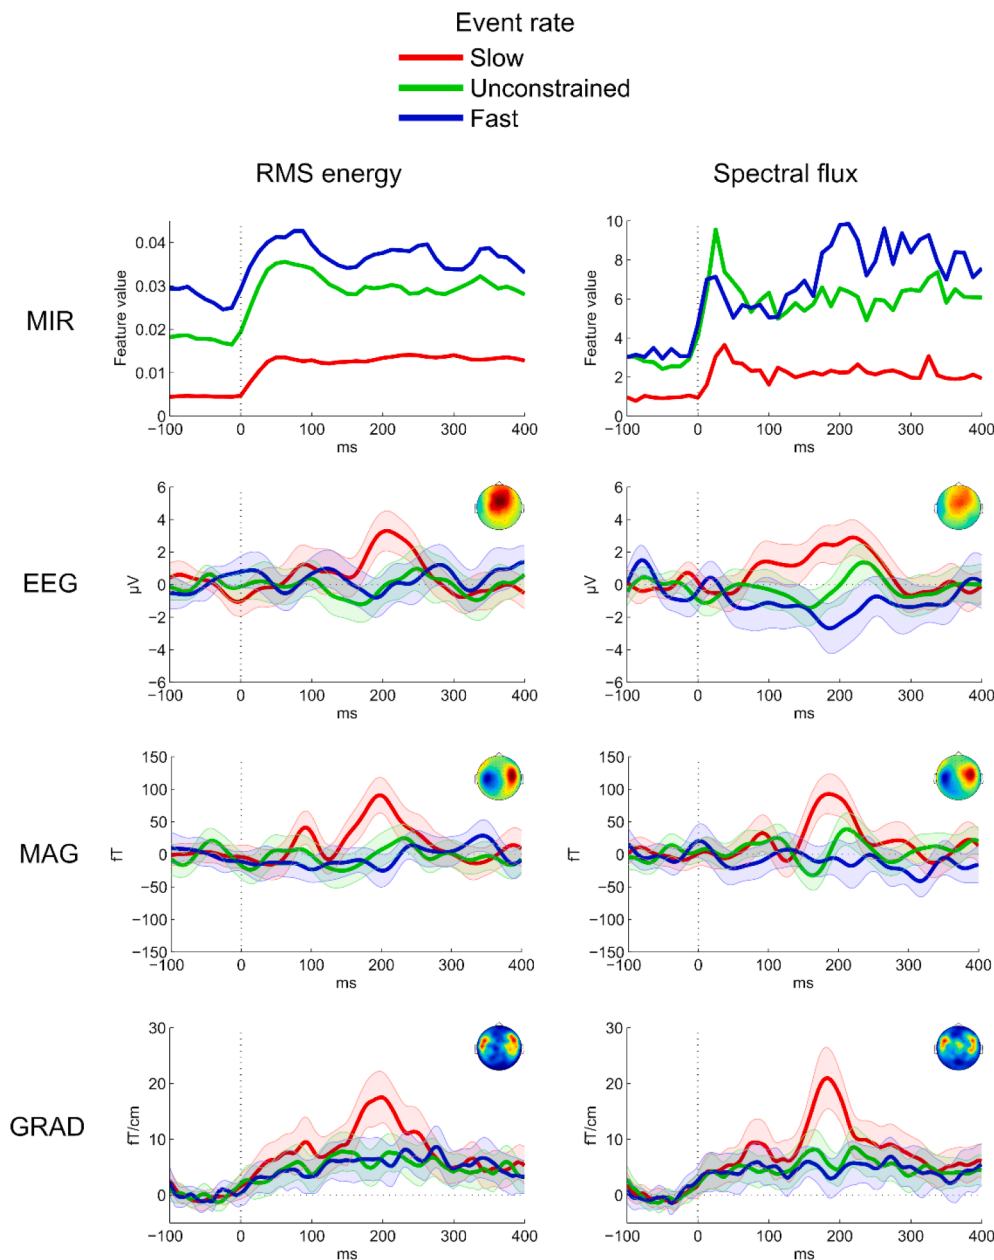 Event rate
Slow
Unconstrained
Fast
RMS energy
Spectral flux
MIR
Feature value
0.04
0.03
0.02
0.01
0
−100 0 100 200 300 400
ms
Feature value
10
8
6
4
2
0
−100 0 100 200 300 400
ms
EEG
μV
6
4
2
0
−2
−4
−6
−100 0 100 200 300 400
ms
μV
6
4
2
0
−2
−4
−6
−100 0 100 200 300 400
ms
MAG
fT
150
100
50
0
−50
−100
−150
−100 0 100 200 300 400
ms
fT
150
100
50
0
−50
−100
−150
−100 0 100 200 300 400
ms
GRAD
fT/cm
30
20
10
0
−100 0 100 200 300 400
ms
fT/cm
30
20
10
0
−100 0 100 200 300 400
ms